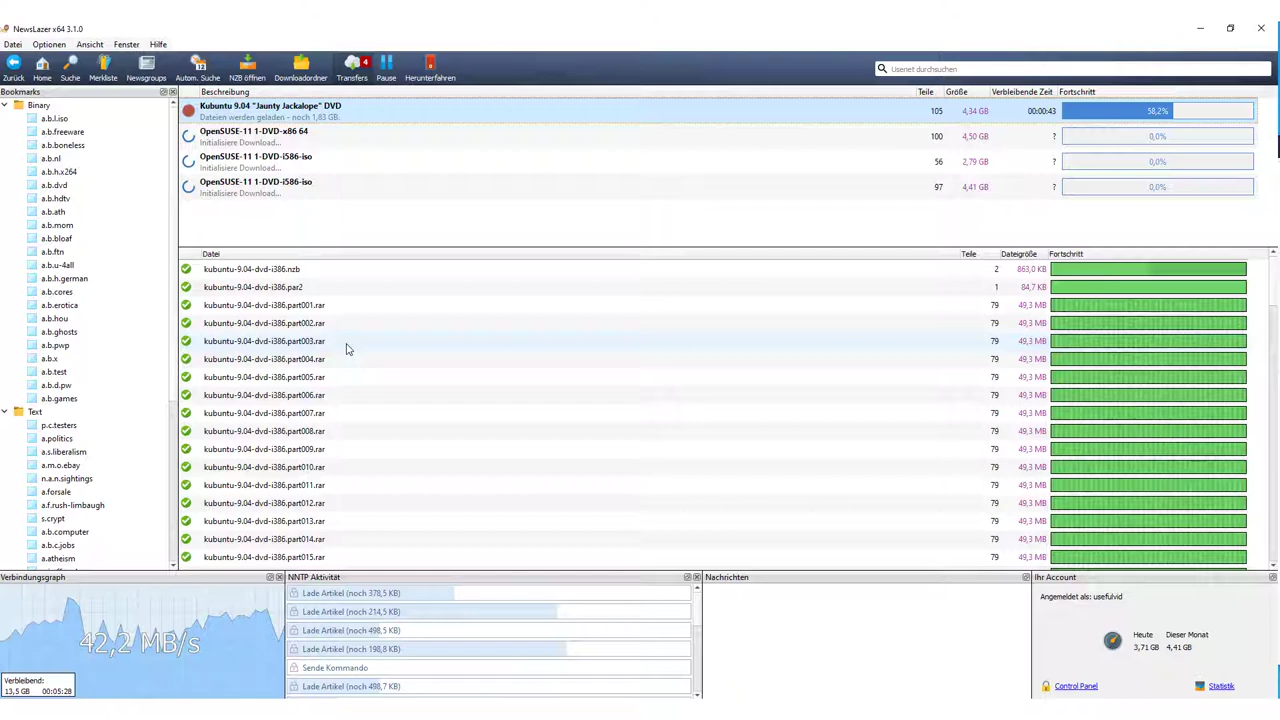 NewsLazer x64 3.1.0
Datei Optionen Ansicht Fenster Hilfe
Zurück Home Suche Merkliste Newsgroups Autom. Suche NZB öffnen Downloadordner Transfers Pause Herunterfahren
12
4
Usenet durchsuchen
Bookmarks
Binary
a.b.l.iso
a.b.freeware
a.b.boneless
a.b.nl
a.b.h.x264
a.b.dvd
a.b.hdtv
a.b.ath
a.b.mom
a.b.bloaf
a.b.ftn
a.b.u-4all
a.b.h.german
a.b.cores
a.b.erotica
a.b.hou
a.b.ghosts
a.b.pwp
a.b.x
a.b.test
a.b.d.pw
a.b.games
Text
p.c.testers
a.politics
a.s.liberalism
a.m.o.ebay
n.a.n.sightings
a.forsale
a.f.rush-limbaugh
s.crypt
a.b.computer
a.b.c.jobs
a.atheism
Beschreibung Teile Größe Verbleibende Zeit Fortschritt
Kubuntu 9.04 "Jaunty Jackalope" DVD 105 4,34 GB 00:00:43 58,2%
Dateien werden geladen - noch 1,83 GB.
OpenSUSE-11 1-DVD-x86 64 100 4,50 GB ? 0,0%
Initialisiere Download...
OpenSUSE-11 1-DVD-i586-iso 56 2,79 GB ? 0,0%
Initialisiere Download...
OpenSUSE-11 1-DVD-i586-iso 97 4,41 GB ? 0,0%
Initialisiere Download...
Datei Teile Dateigröße Fortschritt
kubuntu-9.04-dvd-i386.nzb 2 863,0 KB
kubuntu-9.04-dvd-i386.par2 1 84,7 KB
kubuntu-9.04-dvd-i386.part001.rar 79 49,3 MB
kubuntu-9.04-dvd-i386.part002.rar 79 49,3 MB
kubuntu-9.04-dvd-i386.part003.rar 79 49,3 MB
kubuntu-9.04-dvd-i386.part004.rar 79 49,3 MB
kubuntu-9.04-dvd-i386.part005.rar 79 49,3 MB
kubuntu-9.04-dvd-i386.part006.rar 79 49,3 MB
kubuntu-9.04-dvd-i386.part007.rar 79 49,3 MB
kubuntu-9.04-dvd-i386.part008.rar 79 49,3 MB
kubuntu-9.04-dvd-i386.part009.rar 79 49,3 MB
kubuntu-9.04-dvd-i386.part010.rar 79 49,3 MB
kubuntu-9.04-dvd-i386.part011.rar 79 49,3 MB
kubuntu-9.04-dvd-i386.part012.rar 79 49,3 MB
kubuntu-9.04-dvd-i386.part013.rar 79 49,3 MB
kubuntu-9.04-dvd-i386.part014.rar 79 49,3 MB
kubuntu-9.04-dvd-i386.part015.rar 79 49,3 MB
Verbindungsgraph
42,2 MB/s
Verbleibend:
13,5 GB 00:05:28
NNTP Aktivität
Lade Artikel (noch 378,5 KB)
Lade Artikel (noch 214,5 KB)
Lade Artikel (noch 498,5 KB)
Lade Artikel (noch 198,8 KB)
Sende Kommando
Lade Artikel (noch 498,7 KB)
Nachrichten
Ihr Account
Angemeldet als: usefulvid
Heute Dieser Monat
3,71 GB 4,41 GB
Control Panel Statistik